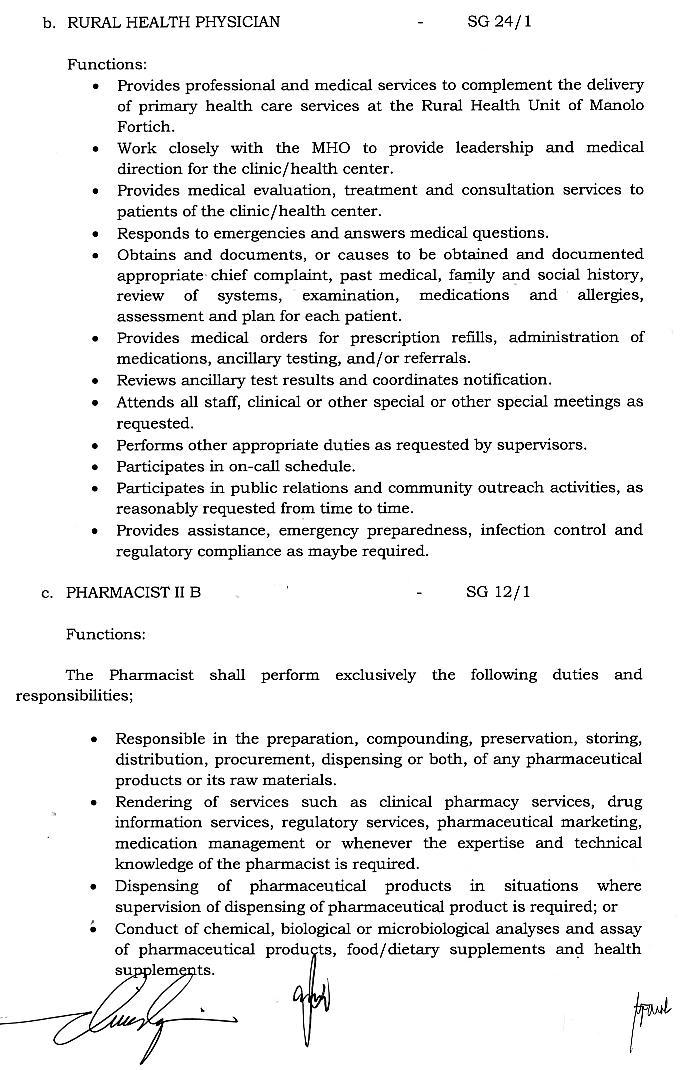 b. RURAL HEALTH PHYSICIAN - SG 24/1
Functions:
• Provides professional and medical services to complement the delivery
of primary health care services at the Rural Health Unit of Manolo
Fortich.
• Work closely with the MHO to provide leadership and medical
direction for the clinic/health center.
• Provides medical evaluation, treatment and consultation services to
patients of the clinic/health center.
• Responds to emergencies and answers medical questions.
• Obtains and documents, or causes to be obtained and documented
appropriate chief complaint, past medical, family and social history,
review of systems, examination, medications and allergies,
assessment and plan for each patient.
• Provides medical orders for prescription refills, administration of
medications, ancillary testing, and/or referrals.
• Reviews ancillary test results and coordinates notification.
• Attends all staff, clinical or other special or other special meetings as
requested.
• Performs other appropriate duties as requested by supervisors.
• Participates in on-call schedule.
• Participates in public relations and community outreach activities, as
reasonably requested from time to time.
• Provides assistance, emergency preparedness, infection control and
regulatory compliance as maybe required.
c. PHARMACIST II B - SG 12/1
Functions:
The Pharmacist shall perform exclusively the following duties and
responsibilities;
• Responsible in the preparation, compounding, preservation, storing,
distribution, procurement, dispensing or both, of any pharmaceutical
products or its raw materials.
• Rendering of services such as clinical pharmacy services, drug
information services, regulatory services, pharmaceutical marketing,
medication management or whenever the expertise and technical
knowledge of the pharmacist is required.
• Dispensing of pharmaceutical products in situations where
supervision of dispensing of pharmaceutical product is required; or
• Conduct of chemical, biological or microbiological analyses and assay
of pharmaceutical products, food/dietary supplements and health
supplements.